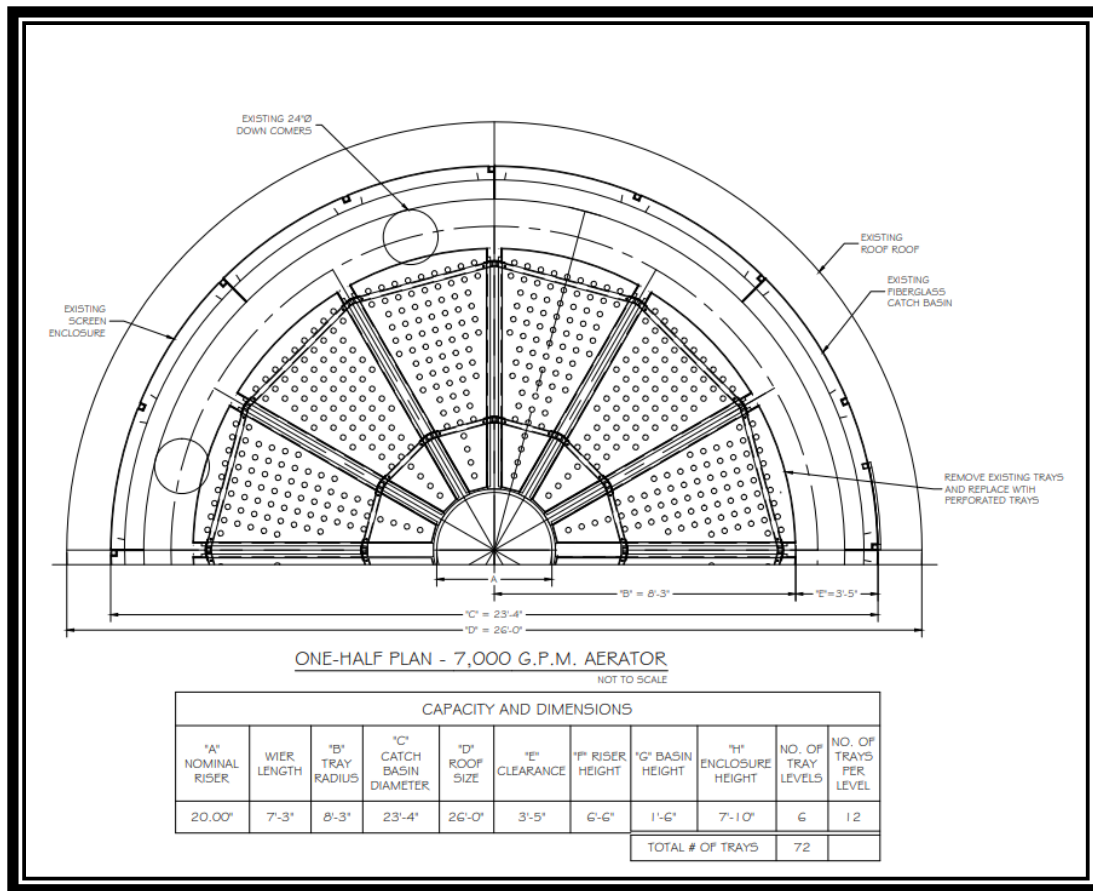 EXISTING 24"Ø
DOWN COMERS
EXISTING
ROOF ROOF
EXISTING
FIBERGLASS
CATCH BASIN
EXISTING
SCREEN
ENCLOSURE
REMOVE EXISTING TRAYS
AND REPLACE WTIH
PERFORATED TRAYS
A
"B" = 8'-3"
"E"=3'-5"
"C" = 23'-4"
"D" = 26'-0"
ONE-HALF PLAN - 7,000 G.P.M. AERATOR
NOT TO SCALE
CAPACITY AND DIMENSIONS
"A" NOMINAL RISER
WIER LENGTH
"B" TRAY RADIUS
"C" CATCH BASIN DIAMETER
"D" ROOF SIZE
"E" CLEARANCE
"F" RISER HEIGHT
"G" BASIN HEIGHT
"H" ENCLOSURE HEIGHT
NO. OF TRAY LEVELS
NO. OF TRAYS PER LEVEL
20.00" 7'-3" 8'-3" 23'-4" 26'-0" 3'-5" 6'-6" 1'-6" 7'-10" 6 12
TOTAL # OF TRAYS 72